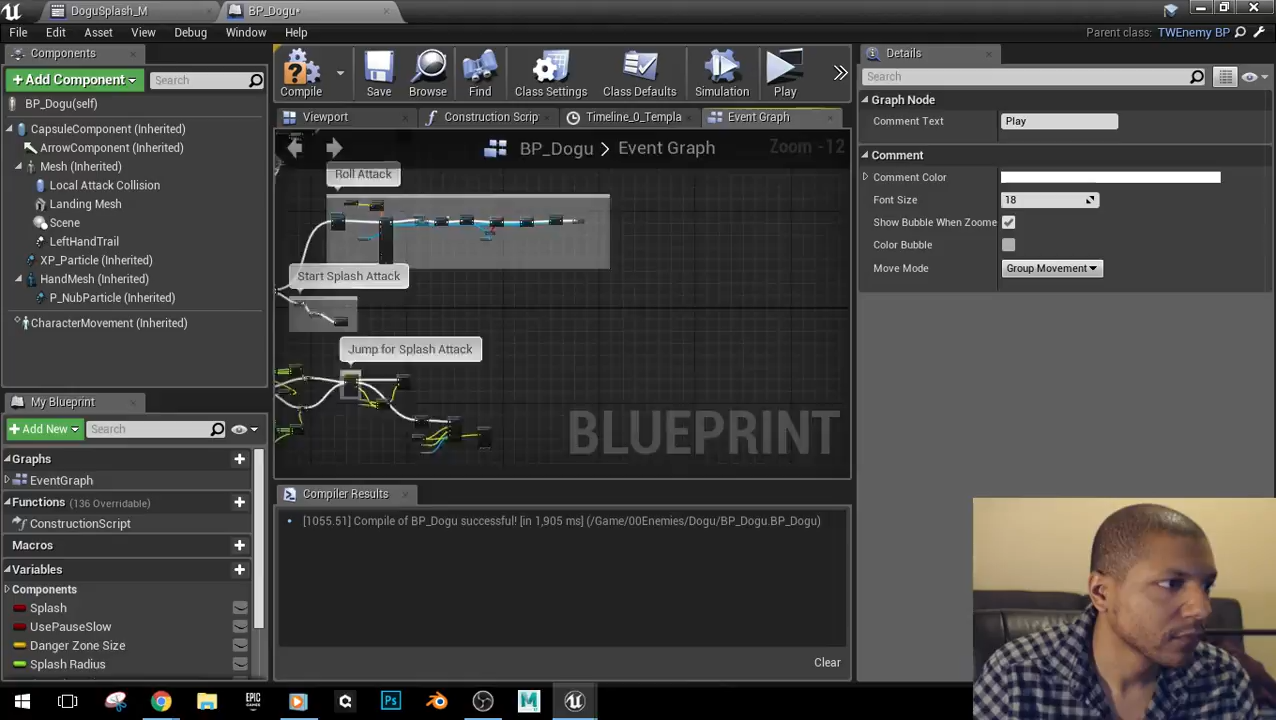 DoguSplash_M
BP_Dogu*
File Edit Asset View Debug Window Help
Parent class: TWEnemy BP
Components
+Add Component
Search
BP_Dogu(self)
CapsuleComponent (Inherited)
ArrowComponent (Inherited)
Mesh (Inherited)
Local Attack Collision
Landing Mesh
Scene
LeftHandTrail
XP_Particle (Inherited)
HandMesh (Inherited)
P_NubParticle (Inherited)
CharacterMovement (Inherited)
My Blueprint
+Add New
Search
Graphs
EventGraph
Functions (136 Overridable)
ConstructionScript
Macros
Variables
Components
Splash
UsePauseSlow
Danger Zone Size
Splash Radius
Compile
Save
Browse
Find
Class Settings
Class Defaults
Simulation
Play
Viewport
Construction Scrip
Timeline_0_Templa
Event Graph
BP_Dogu > Event Graph
Zoom -12
Roll Attack
Start Splash Attack
Jump for Splash Attack
BLUEPRINT
Compiler Results
[1055.51] Compile of BP_Dogu successful! [in 1,905 ms] (/Game/00Enemies/Dogu/BP_Dogu.BP_Dogu)
Clear
Details
Search
Graph Node
Comment Text Play
Comment
Comment Color
Font Size 18
Show Bubble When Zoome
Color Bubble
Move Mode Group Movement
EPIC GAMES
Ps
M